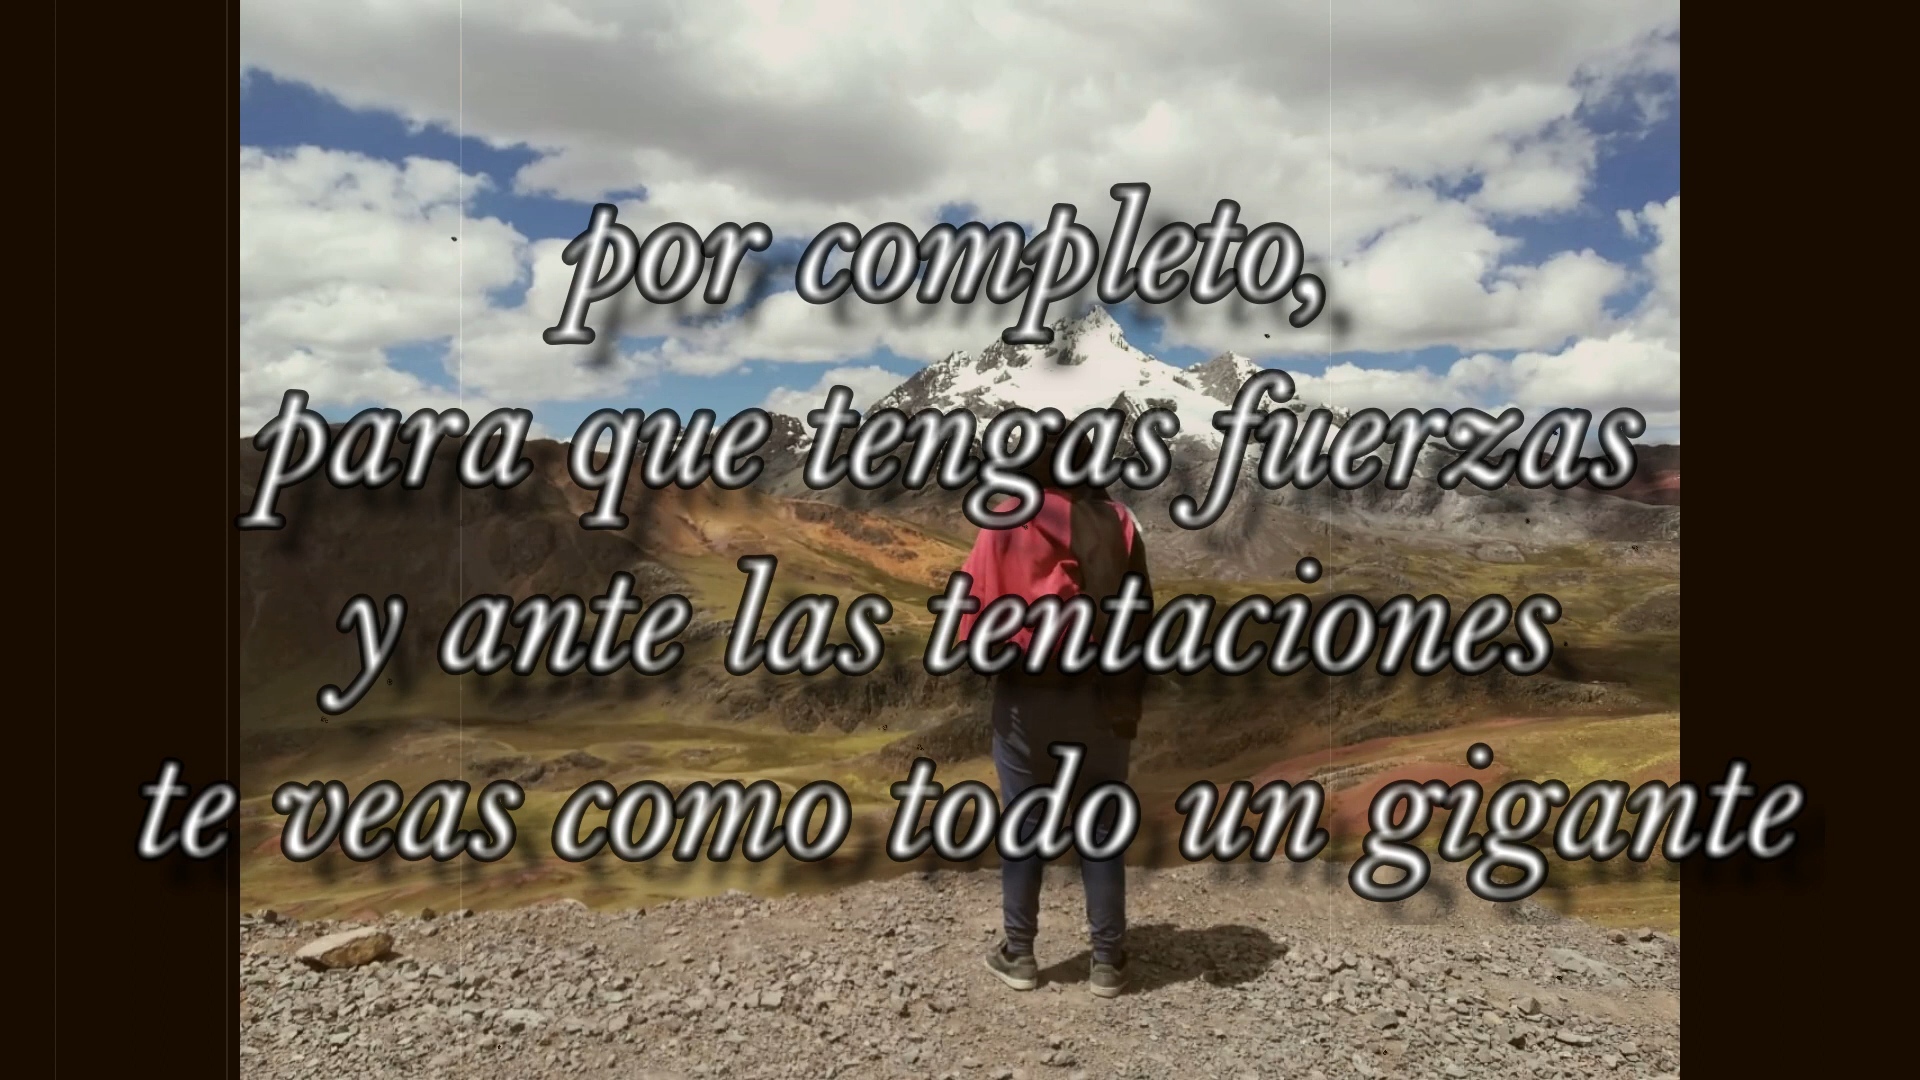 por completo,
para que tengas fuerzas
y ante las tentaciones
te veas como todo un gigante